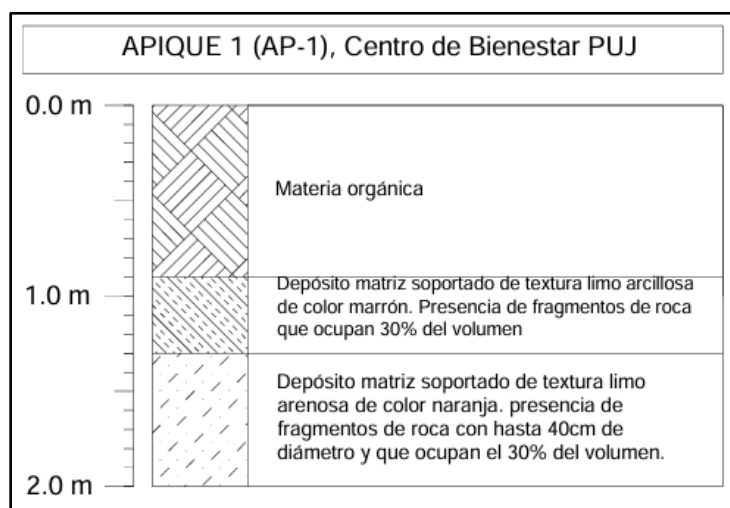 APIQUE 1 (AP-1), Centro de Bienestar PUJ
0.0 m
Materia orgánica
Depósito matriz soportado de textura limo arcillosa
1.0 m
de color marrón. Presencia de fragmentos de roca
que ocupan 30% del volumen
Depósito matriz soportado de textura limo
arenosa de color naranja. presencia de
fragmentos de roca con hasta 40cm de
diámetro y que ocupan el 30% del volumen.
2.0 m